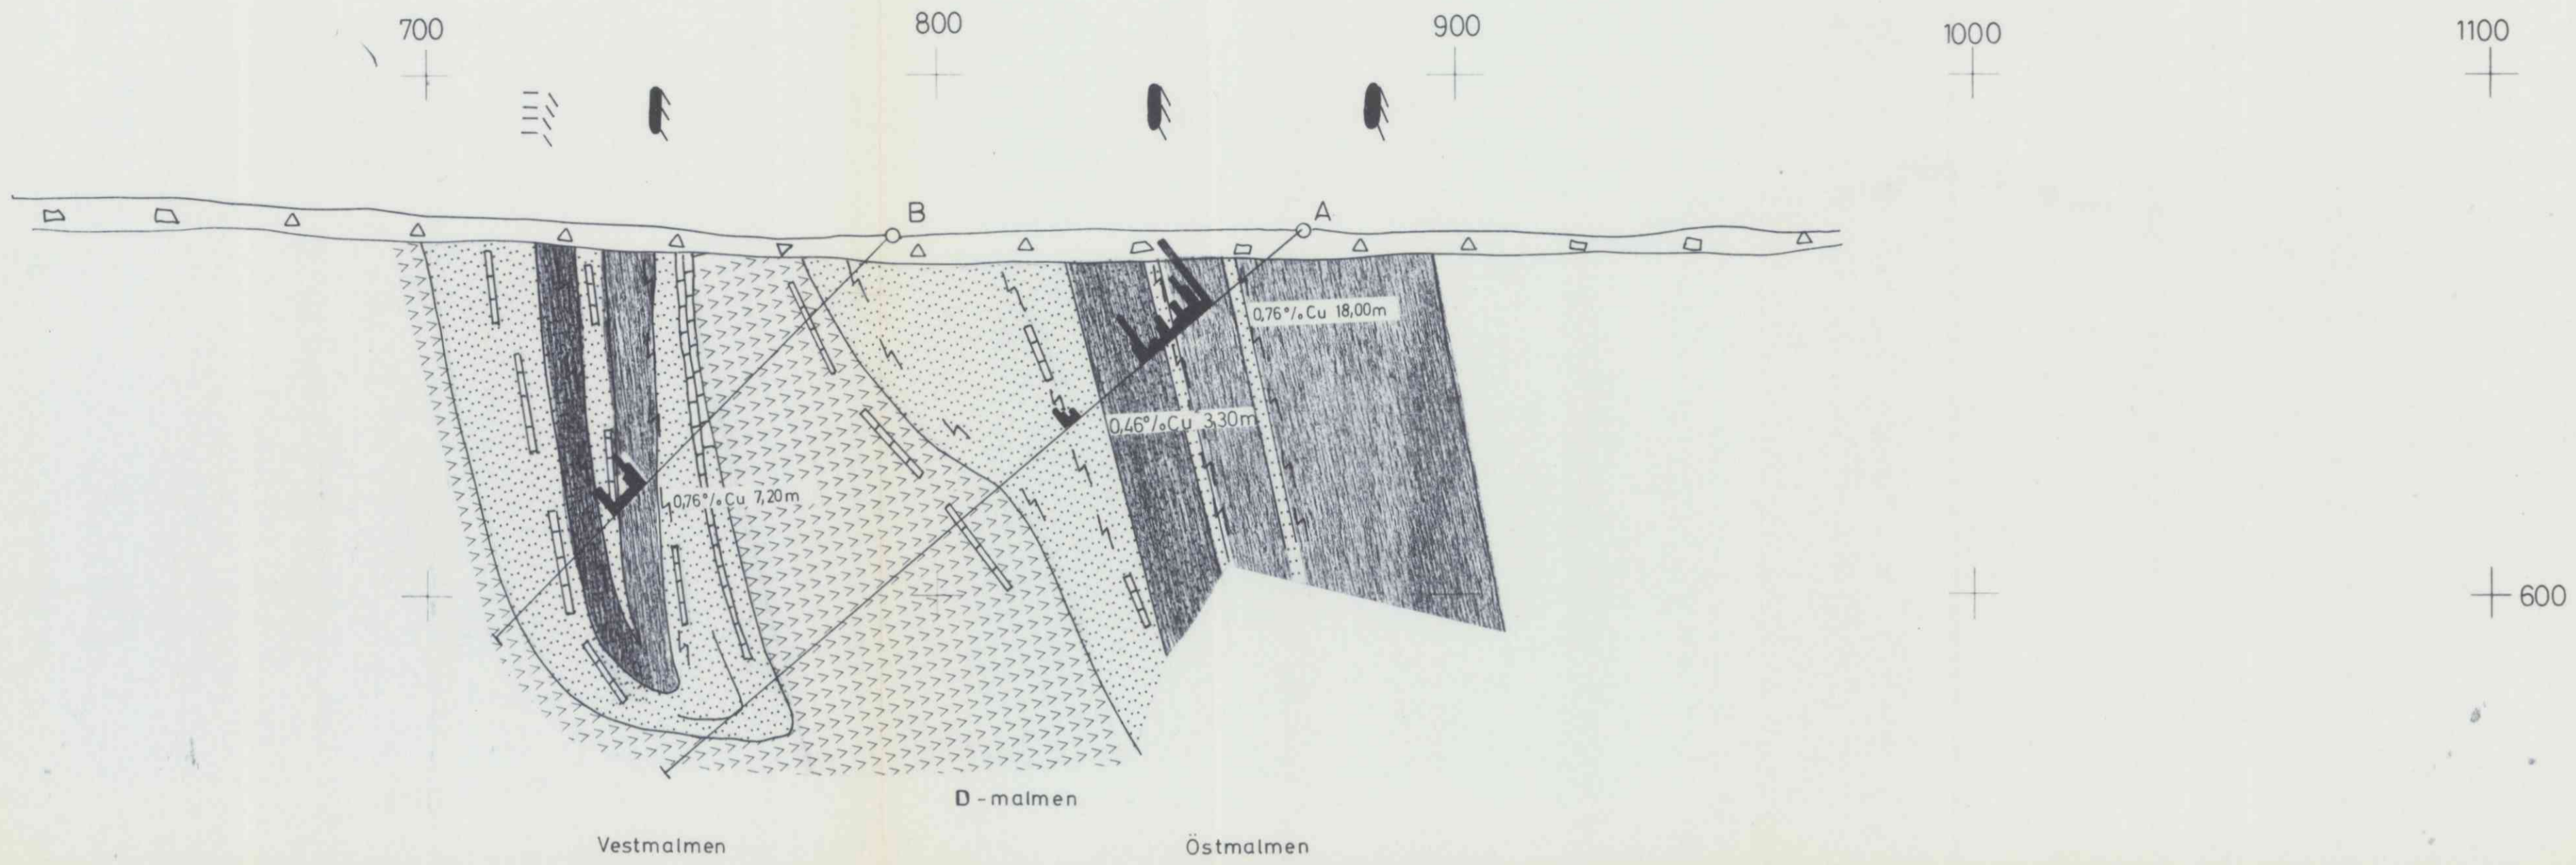 700
800
900
1000
1100
B
A
0,76% Cu 18,00m
0,46% Cu 3,30m
0,76% Cu 7,20m
600
D - malmen
Vestmalmen
Östmalmen